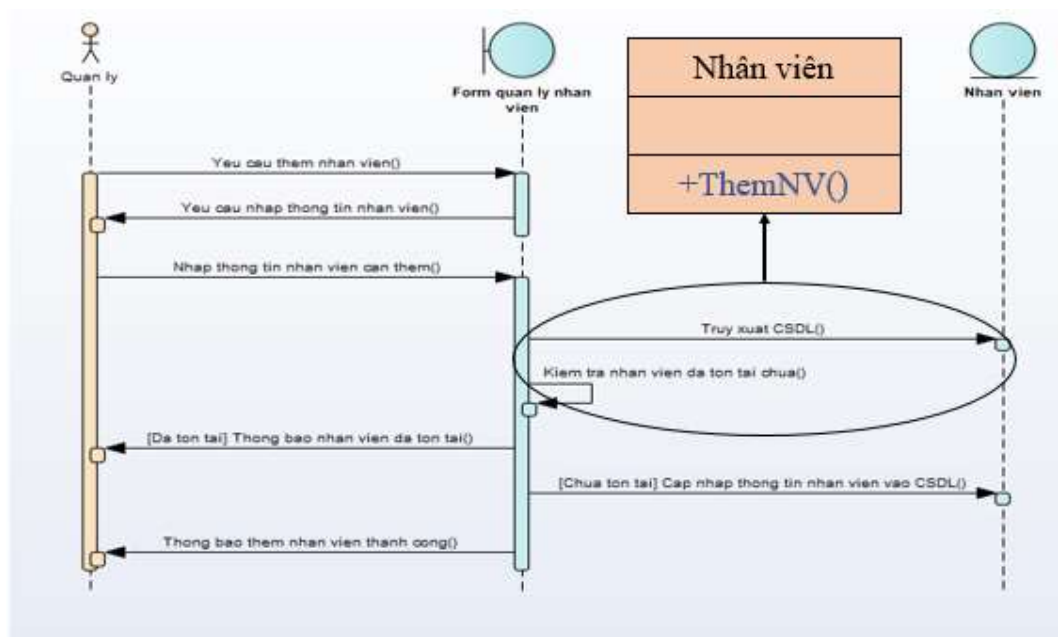 Quan ly
Form quan ly nhan
vien
Nhân viên
+ThemNV()
Nhan vien
Yeu cau them nhan vien()
Yeu cau nhap thong tin nhan vien()
Nhap thong tin nhan vien can them()
Truy xuat CSDL()
Kiem tra nhan vien da ton tai chua()
[Da ton tai] Thong bao nhan vien da ton tai()
[Chua ton tai] Cap nhap thong tin nhan vien vao CSDL()
Thong bao them nhan vien thanh cong()